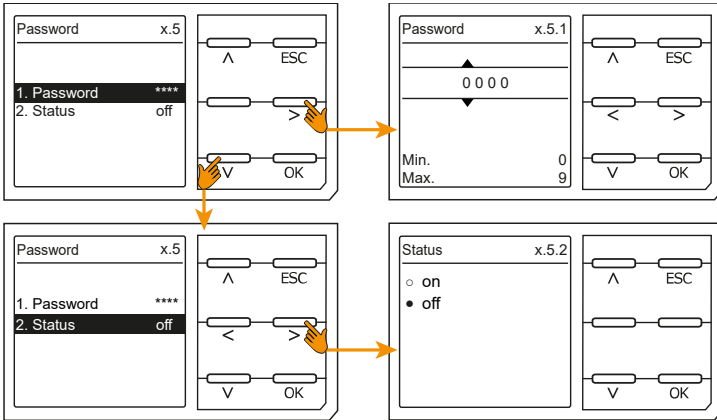 Password x.5
1. Password ****
2. Status off
ESC
>
OK
Password x.5.1
0 0 0 0
Min. 0
Max. 9
ESC
< >
OK
Password x.5
1. Password ****
2. Status off
ESC
< >
OK
Status x.5.2
○ on
● off
ESC
OK